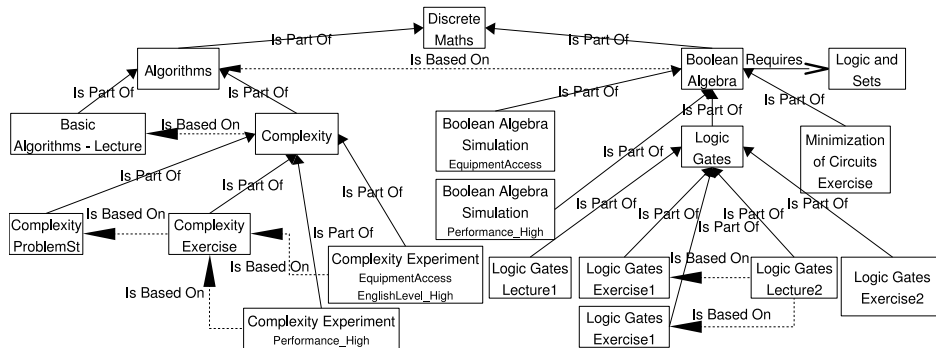 Discrete
Maths
Is Part Of
Is Part Of
Algorithms
Is Based On
Boolean
Algebra
Requires
Logic and
Sets
Is Part Of
Is Part Of
Is Part Of
Is Part Of
Is Part Of
Is Part Of
Is Part Of
Basic
Algorithms - Lecture
Is Based On
Complexity
Boolean Algebra
Simulation
EquipmentAccess
Logic
Gates
Minimization
of Circuits
Exercise
Is Part Of
Is Part Of
Is Part Of
Is Part Of
Boolean Algebra
Simulation
Performance_High
Is Part Of
Is Part Of
Is Part Of
Is Part Of
Is Part Of
Complexity
ProblemSt
Is Based On
Complexity
Exercise
Is Based On
Complexity Experiment
EquipmentAccess
EnglishLevel_High
Logic Gates
Lecture1
Logic Gates
Exercise1
Is Based On
Logic Gates
Lecture2
Logic Gates
Exercise2
Is Based On
Complexity Experiment
Performance_High
Logic Gates
Exercise1
Is Based On